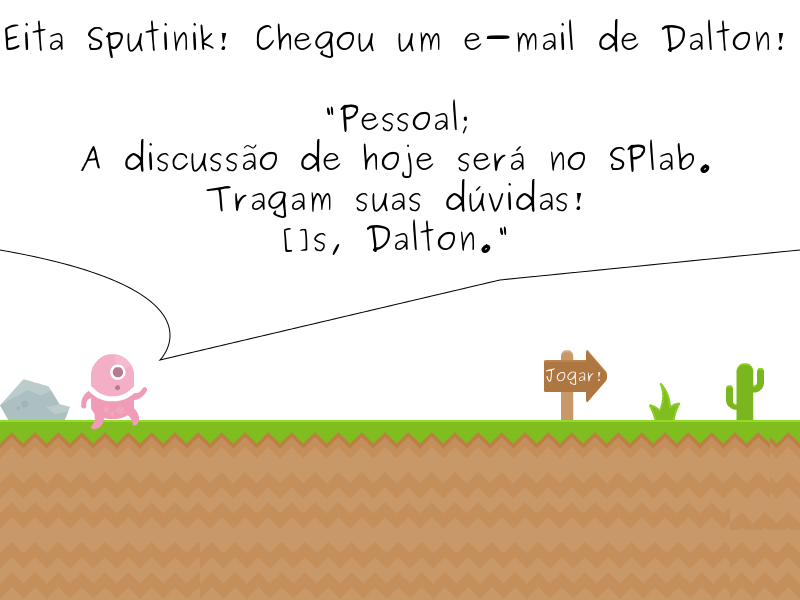 Eita Sputinik! Chegou um e-mail de Dalton!
"Pessoal;
A discussão de hoje será no SPlab.
Tragam suas dúvidas!
[]s, Dalton."
Jogar!